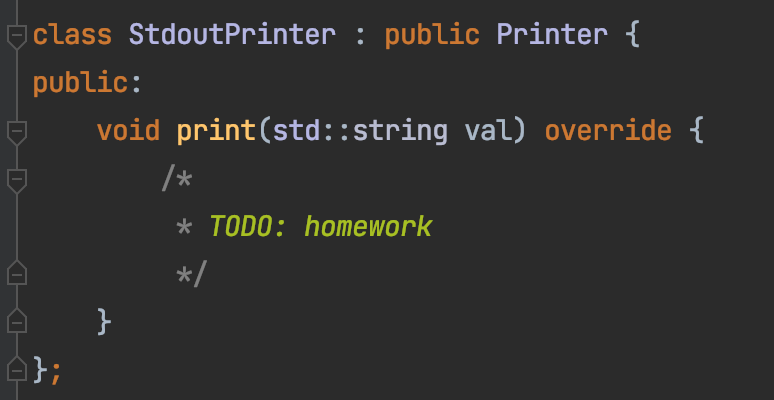 class StdoutPrinter : public Printer {
public:
    void print(std::string val) override {
        /*
         * TODO: homework
         */
    }
};